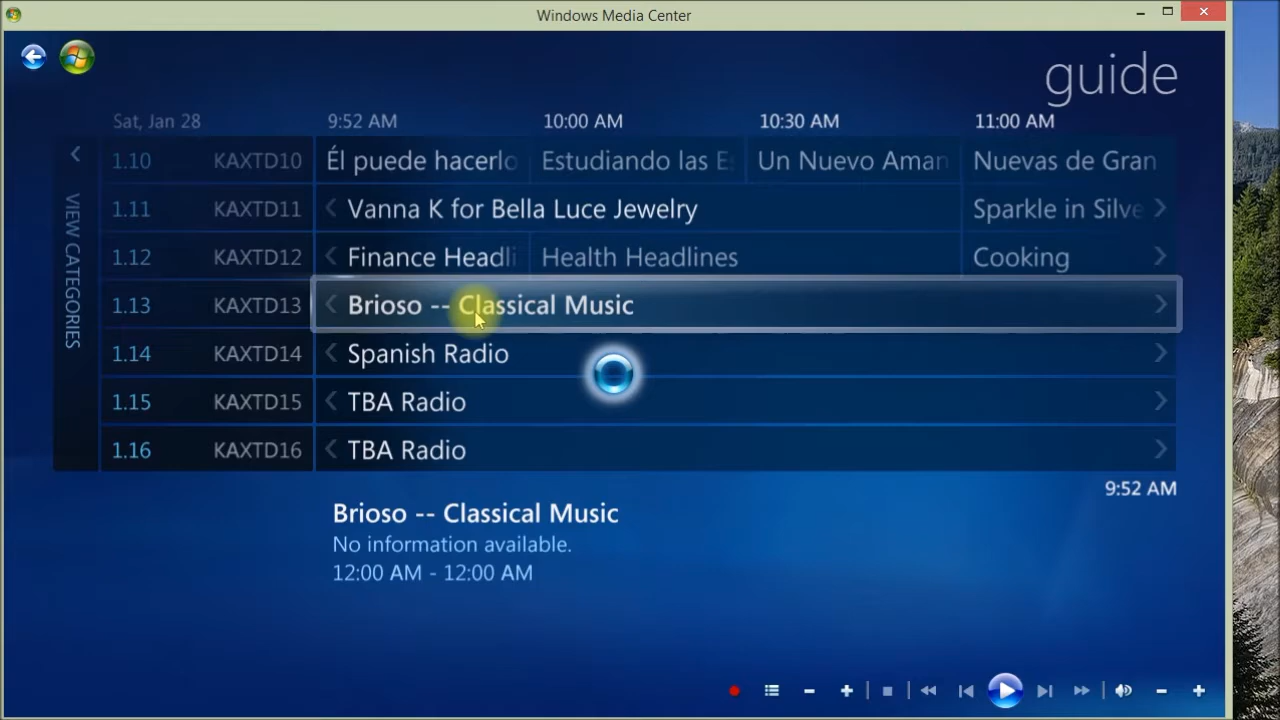 Windows Media Center
guide
Sat, Jan 28 9:52 AM 10:00 AM 10:30 AM 11:00 AM
VIEW CATEGORIES
1.10 KAXTD10 Él puede hacerlo Estudiando las Es Un Nuevo Aman Nuevas de Gran
1.11 KAXTD11 Vanna K for Bella Luce Jewelry Sparkle in Silve
1.12 KAXTD12 Finance Headli Health Headlines Cooking
1.13 KAXTD13 Brioso -- Classical Music
1.14 KAXTD14 Spanish Radio
1.15 KAXTD15 TBA Radio
1.16 KAXTD16 TBA Radio
9:52 AM
Brioso -- Classical Music
No information available.
12:00 AM - 12:00 AM